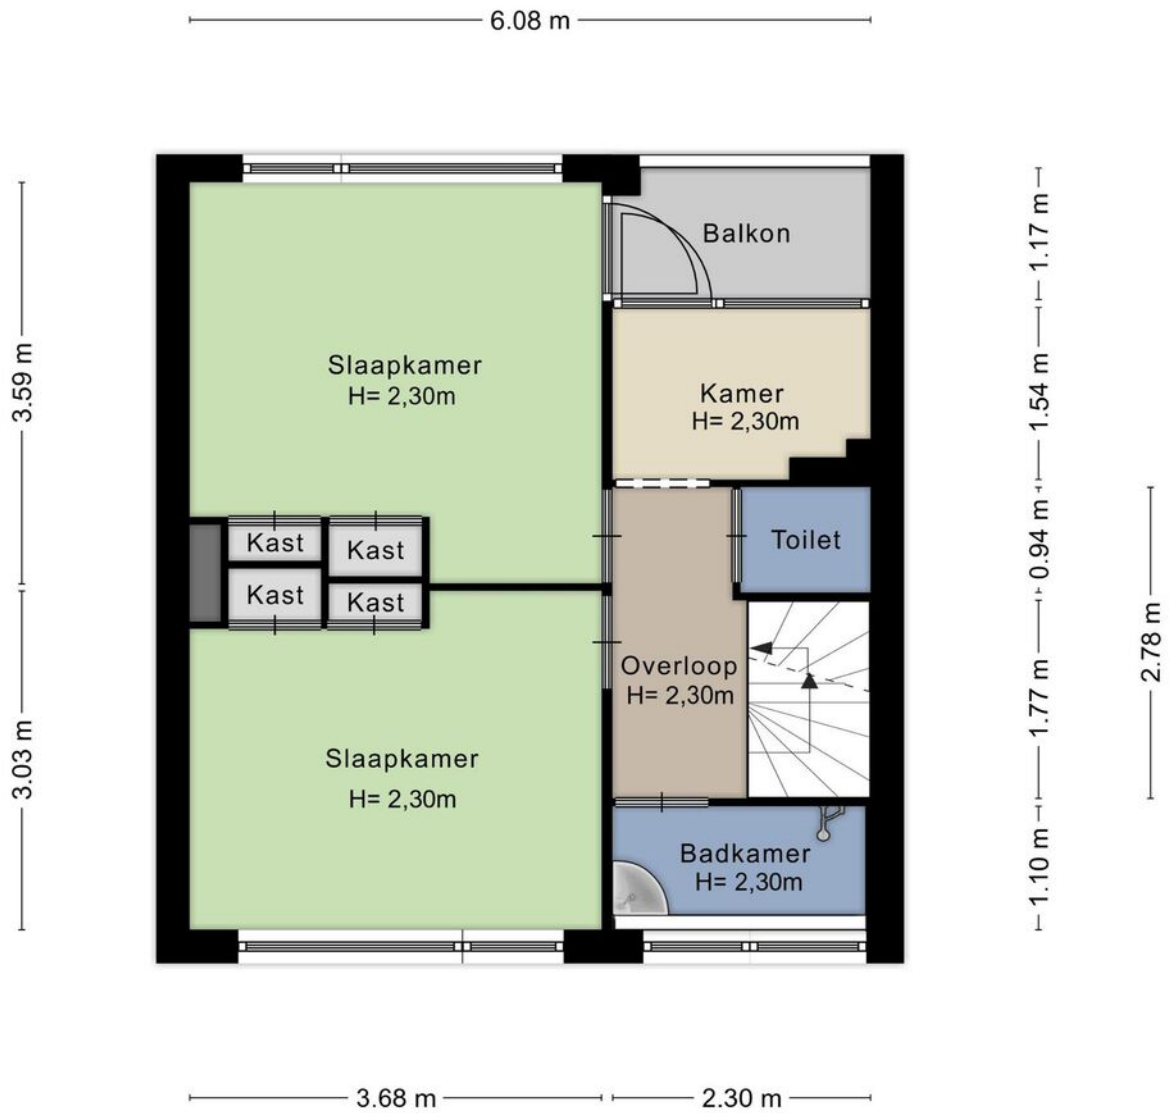 6.08 m
Balkon
1.17 m
3.59 m
Slaapkamer
H= 2,30m
Kamer
H= 2,30m
1.54 m
Kast
Kast
Toilet
0.94 m
Kast
Kast
Overloop
H= 2,30m
1.77 m
2.78 m
3.03 m
Slaapkamer
H= 2,30m
Badkamer
H= 2,30m
1.10 m
3.68 m
2.30 m